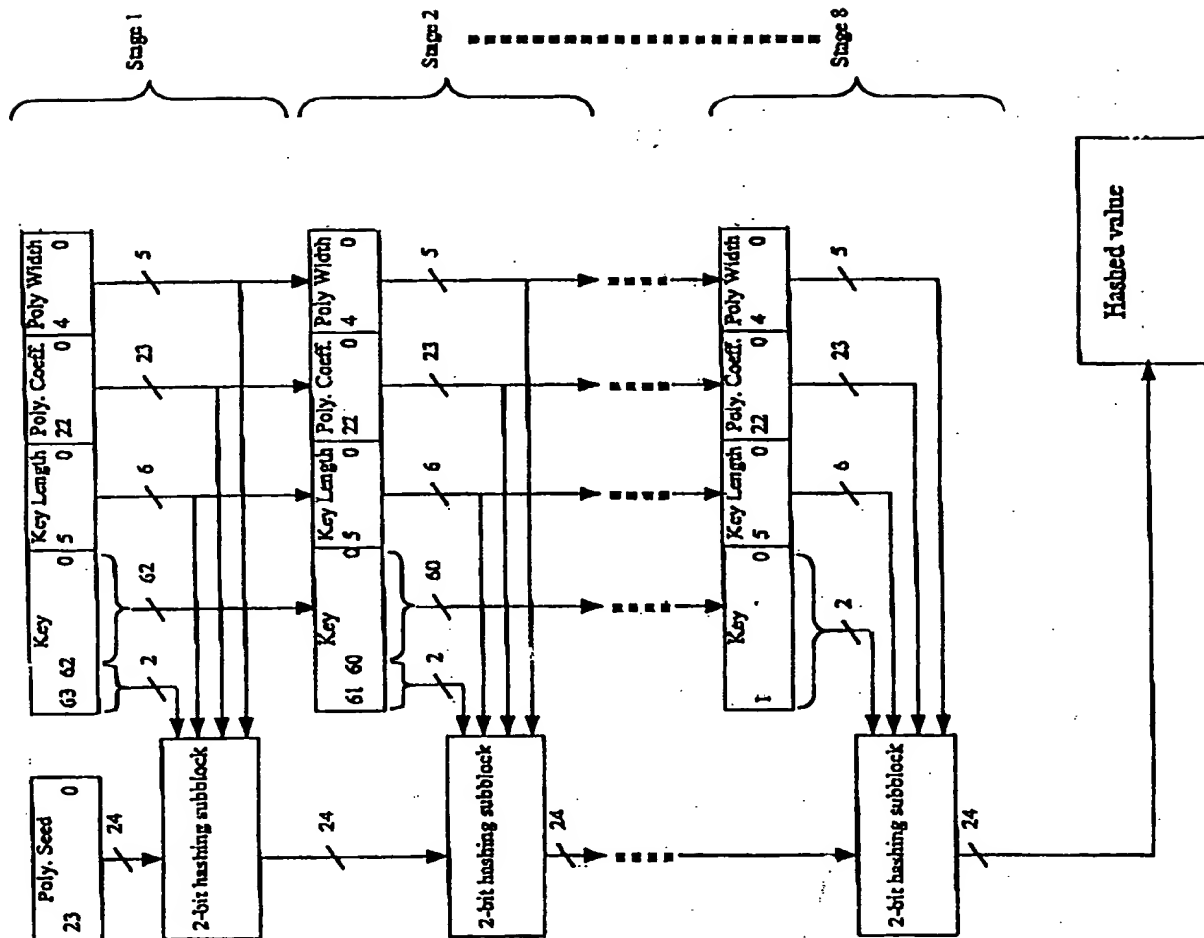 Stage 1
Stage 2
Stage 8
Poly. Seed
23 0
Key
63 62 0
Key Length
5 0
Poly. Coeff.
22 0
Poly Width
4 0
24
2
62
6
23
5
2-bit hashing subblock
24
Key
61 60 0
Key Length
5 0
Poly. Coeff.
22 0
Poly Width
4 0
2
60
6
23
5
2-bit hashing subblock
24
Key
1 0
Key Length
5 0
Poly. Coeff.
22 0
Poly Width
4 0
2
6
23
5
2-bit hashing subblock
24
Hashed value